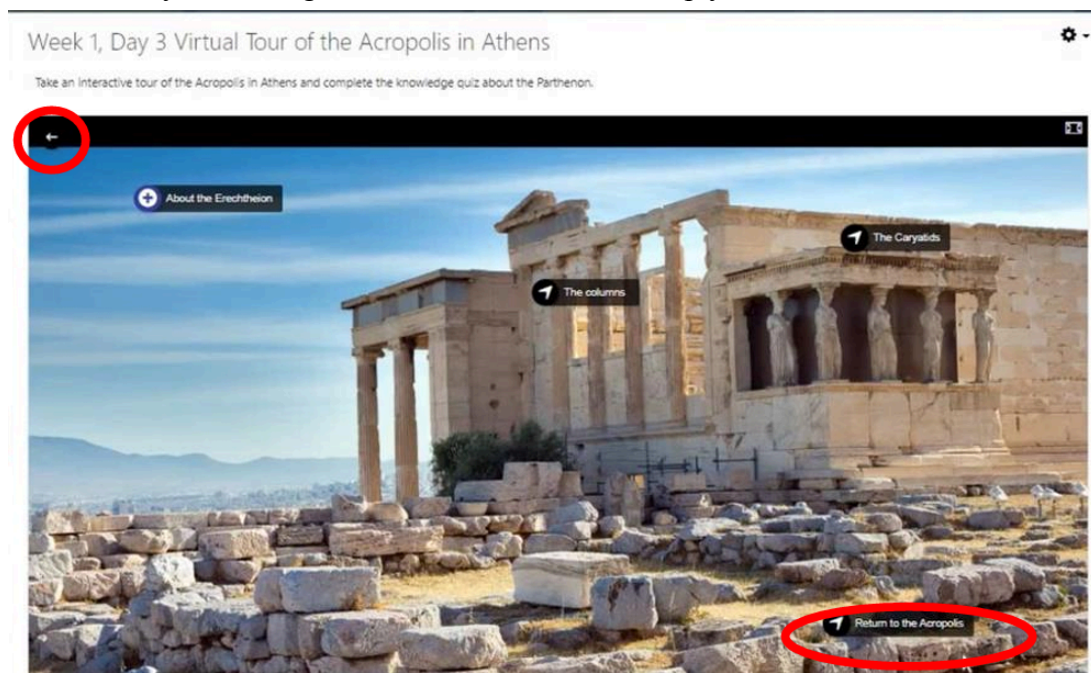 Week 1, Day 3 Virtual Tour of the Acropolis in Athens
Take an interactive tour of the Acropolis in Athens and complete the knowledge quiz about the Parthenon.
About the Erechtheion
The Caryatids
The columns
Return to the Acropolis